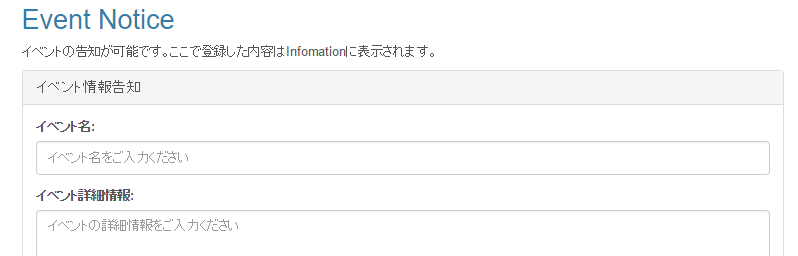 Event Notice
イベントの告知が可能です。ここで登録した内容はInfomationに表示されます。
イベント情報告知
イベント名:
イベント名をご入力ください
イベント詳細情報:
イベントの詳細情報をご入力ください